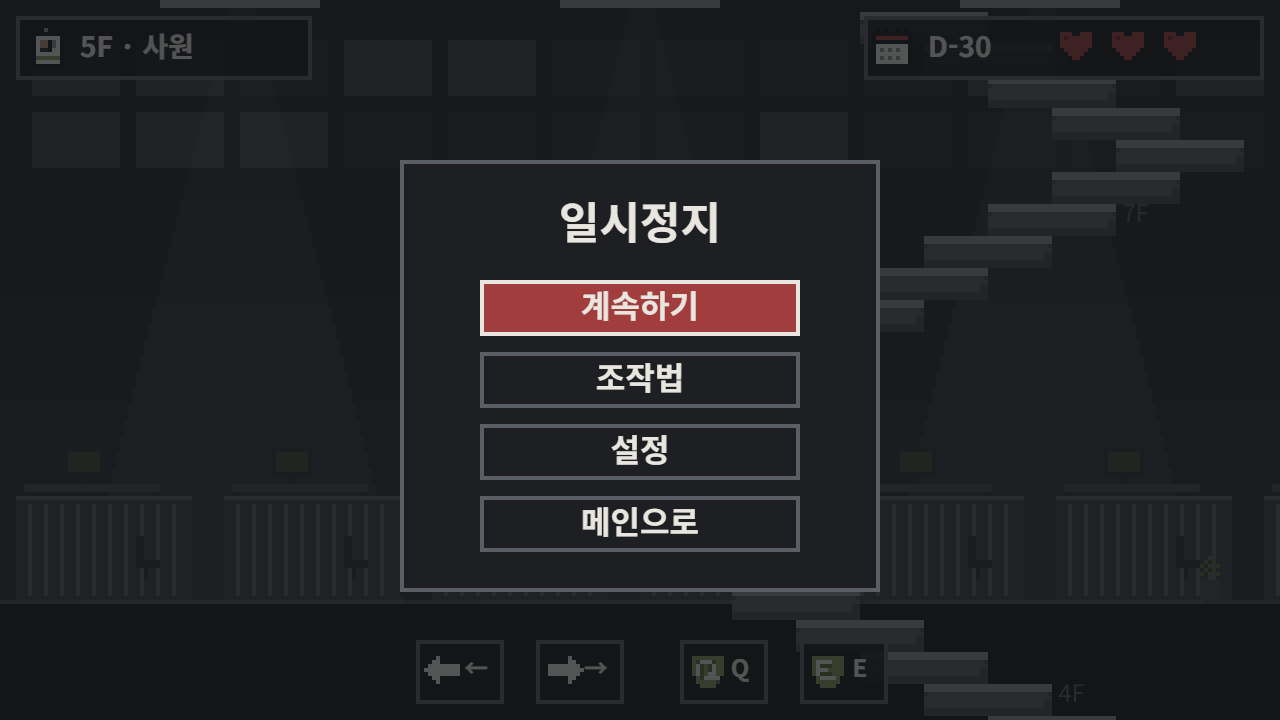 5F · 사원
D-30
7F
일시정지
계속하기
조작법
설정
메인으로
← → Q Q E E
4F